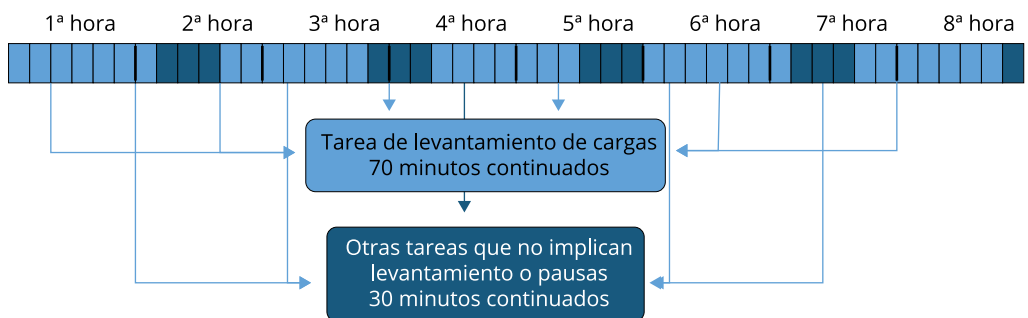 1ª hora 2ª hora 3ª hora 4ª hora 5ª hora 6ª hora 7ª hora 8ª hora
Tarea de levantamiento de cargas
70 minutos continuados
Otras tareas que no implican
levantamiento o pausas
30 minutos continuados